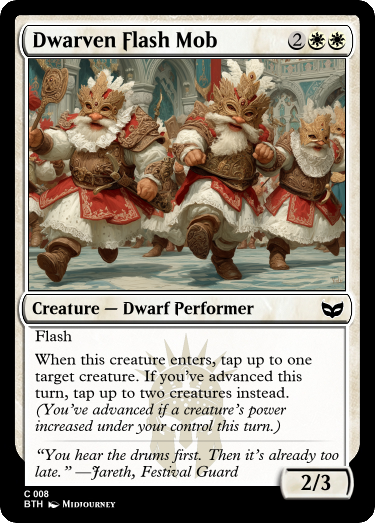 Dwarven Flash Mob 2
Creature — Dwarf Performer
Flash
When this creature enters, tap up to one
target creature. If you've advanced this
turn, tap up to two creatures instead.
(You've advanced if a creature's power
increased under your control this turn.)
"You hear the drums first. Then it's already too
late." —Jareth, Festival Guard
2/3
C 008
BTH Midjourney